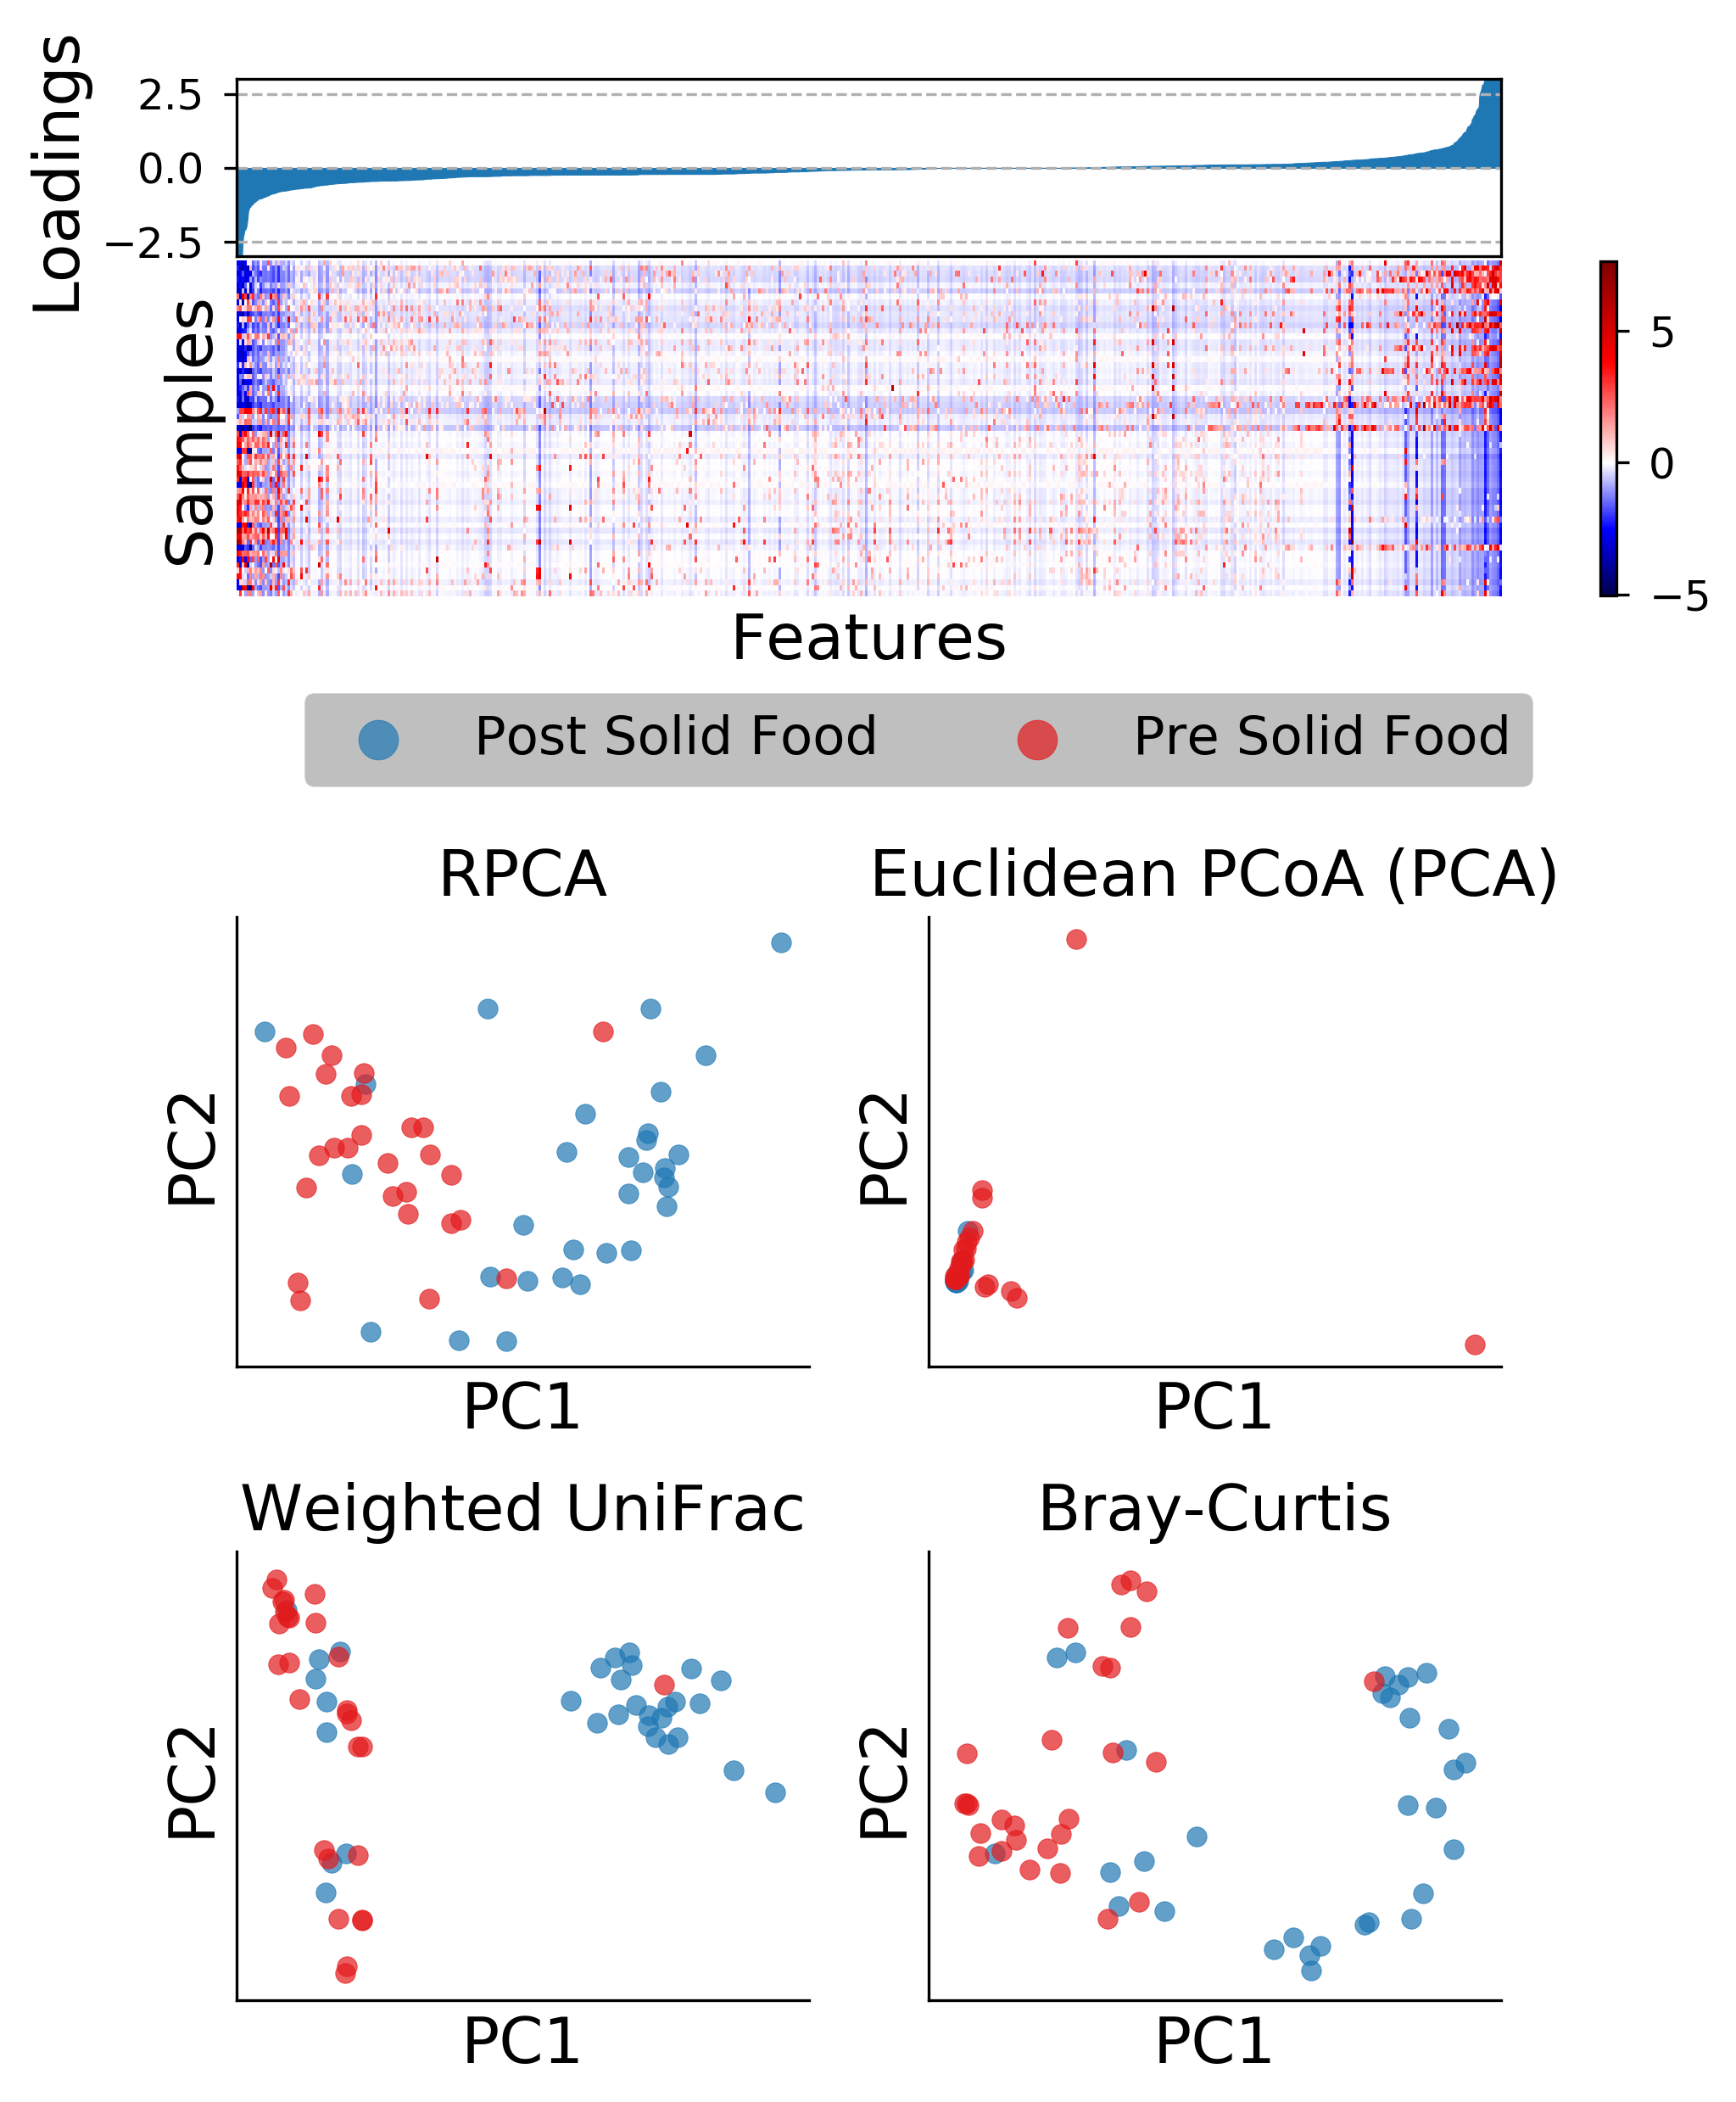 Loadings
2.5
0.0
−2.5
Samples
Features
5
0
−5
Post Solid Food
Pre Solid Food
RPCA
PC2
PC1
Euclidean PCoA (PCA)
PC2
PC1
Weighted UniFrac
PC2
PC1
Bray-Curtis
PC2
PC1